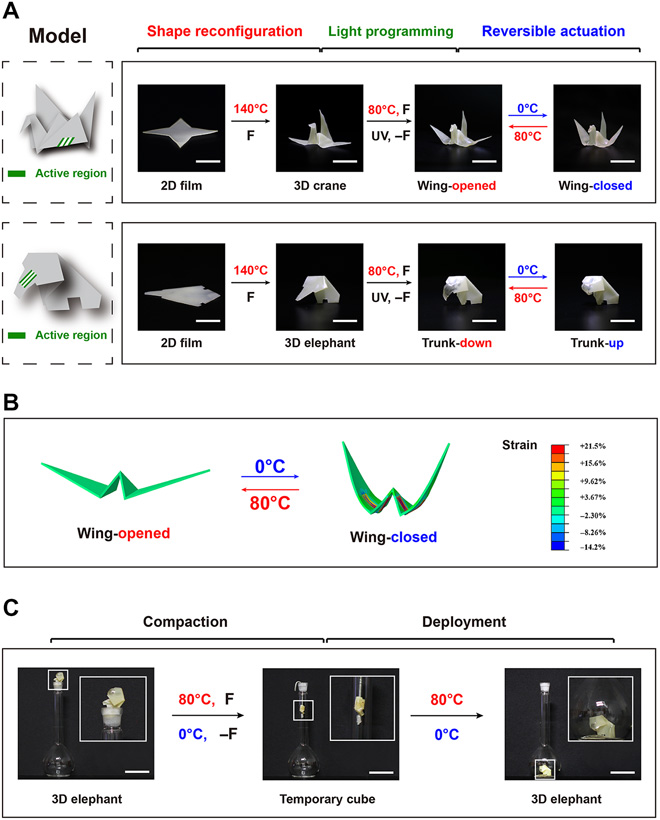 A
Model
Shape reconfiguration
Light programming
Reversible actuation
Active region
140°C
F
80°C, F
UV, –F
0°C
80°C
2D film
3D crane
Wing-opened
Wing-closed
Active region
140°C
F
80°C, F
UV, –F
0°C
80°C
2D film
3D elephant
Trunk-down
Trunk-up
B
0°C
80°C
Wing-opened
Wing-closed
Strain
+21.5%
+15.6%
+9.62%
+3.67%
–2.30%
–8.26%
–14.2%
C
Compaction
Deployment
80°C, F
0°C, –F
80°C
0°C
3D elephant
Temporary cube
3D elephant